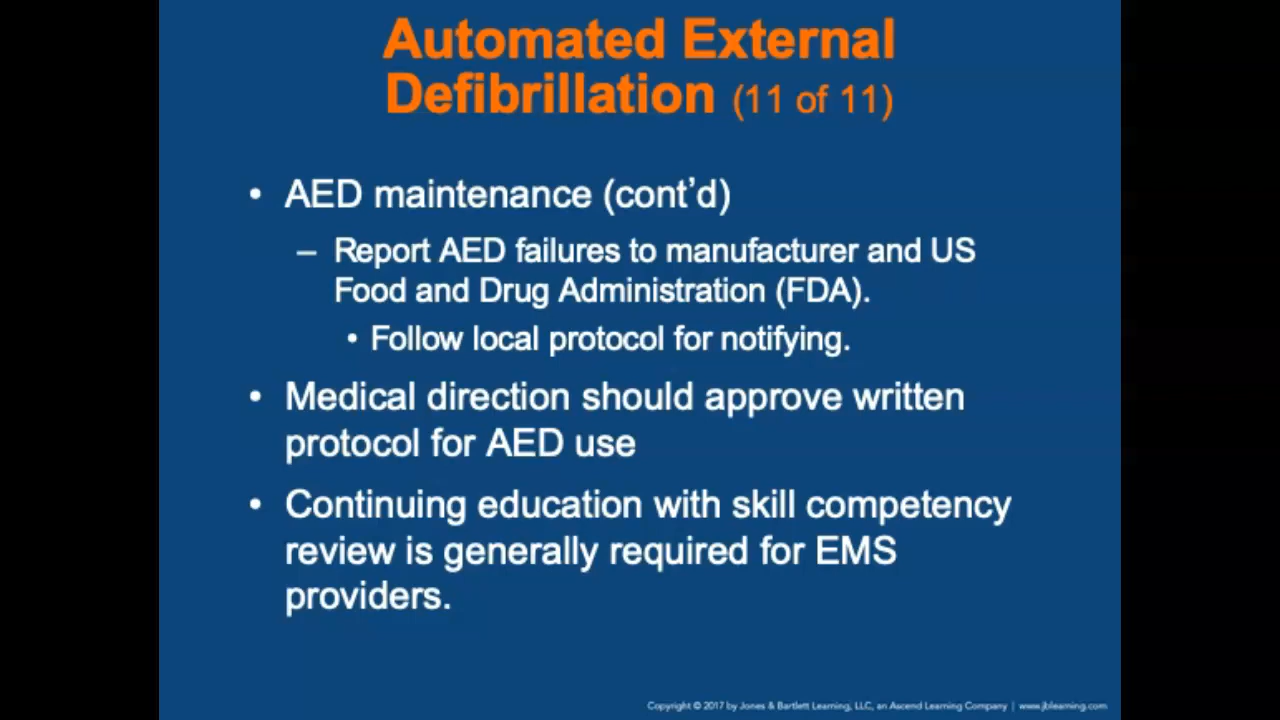 Automated External
Defibrillation (11 of 11)
• AED maintenance (cont’d)
– Report AED failures to manufacturer and US
Food and Drug Administration (FDA).
• Follow local protocol for notifying.
• Medical direction should approve written
protocol for AED use
• Continuing education with skill competency
review is generally required for EMS
providers.
Copyright © 2017 by Jones & Bartlett Learning, LLC, an Ascend Learning Company | www.jblearning.com